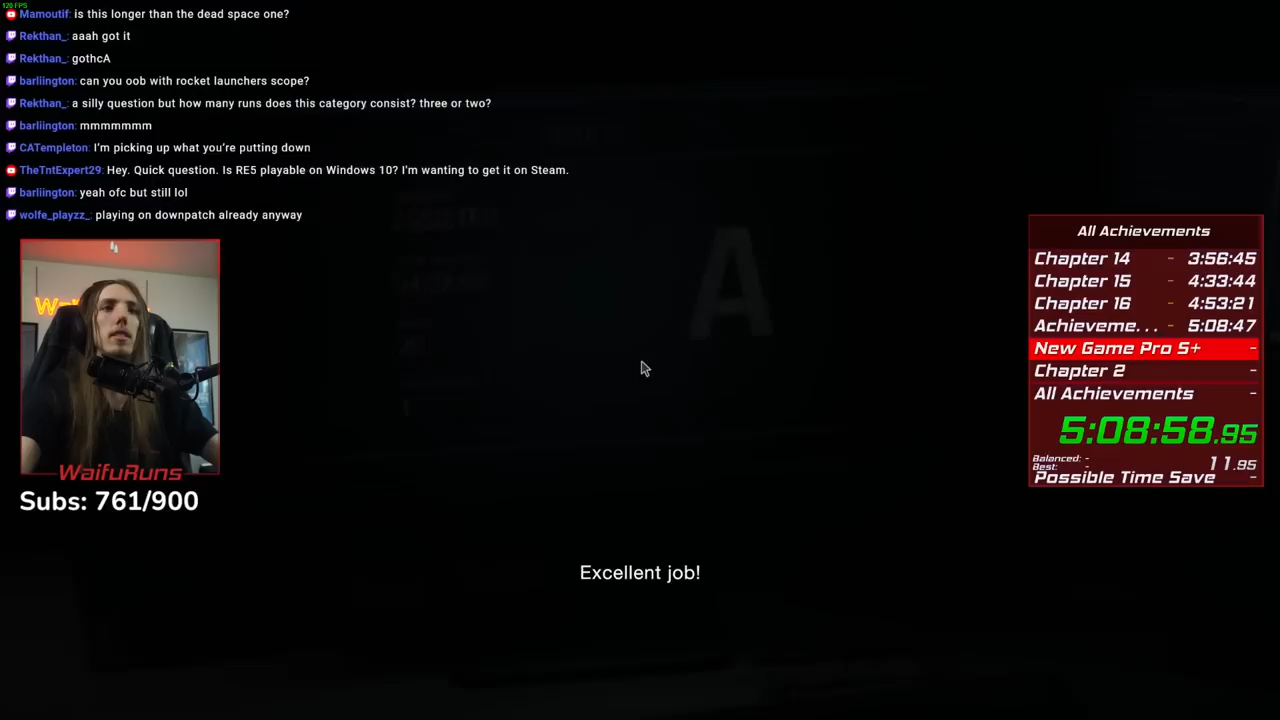 120 FPS
Mamoutif: is this longer than the dead space one?
Rekthan_: aaah got it
Rekthan_: gothcA
barliington: can you oob with rocket launchers scope?
Rekthan_: a silly question but how many runs does this category consist? three or two?
barliington: mmmmmmm
CATempleton: I'm picking up what you're putting down
TheTntExpert29: Hey. Quick question. Is RE5 playable on Windows 10? I'm wanting to get it on Steam.
barliington: yeah ofc but still lol
wolfe_playzz_: playing on downpatch already anyway
WaifuRuns
Subs: 761/900
A
Excellent job!
All Achievements
Chapter 14 - 3:56:45
Chapter 15 - 4:33:44
Chapter 16 - 4:53:21
Achieveme... - 5:08:47
New Game Pro S+ -
Chapter 2 -
All Achievements -
5:08:58.95
Balanced: -
Best: - 11.95
Possible Time Save -